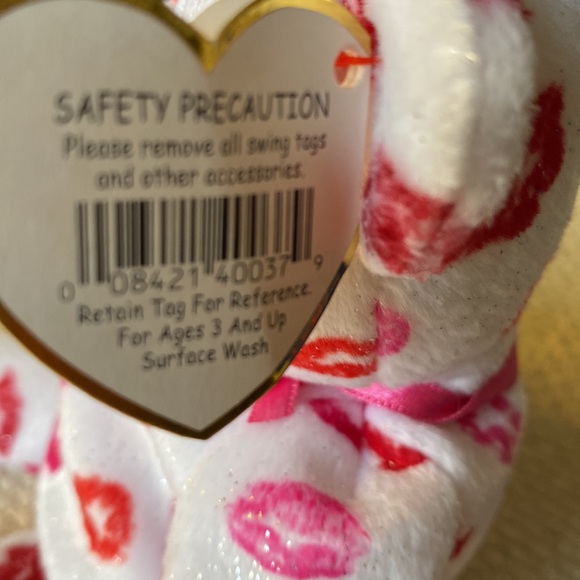 SAFETY PRECAUTION
Please remove all swing tags
and other accessories.
0 08421 40037 9
Retain Tag For Reference.
For Ages 3 And Up
Surface Wash